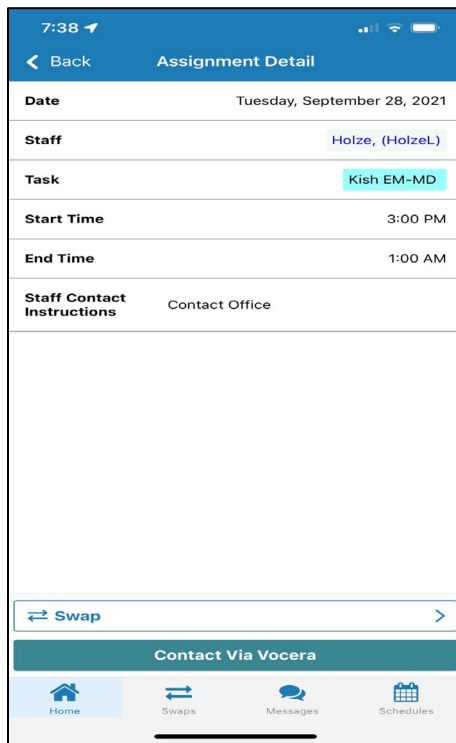 7:38
Back Assignment Detail
Date Tuesday, September 28, 2021
Staff Holze, (HolzeL)
Task Kish EM-MD
Start Time 3:00 PM
End Time 1:00 AM
Staff Contact
Instructions Contact Office
Swap
Contact Via Vocera
Home Swaps Messages Schedules